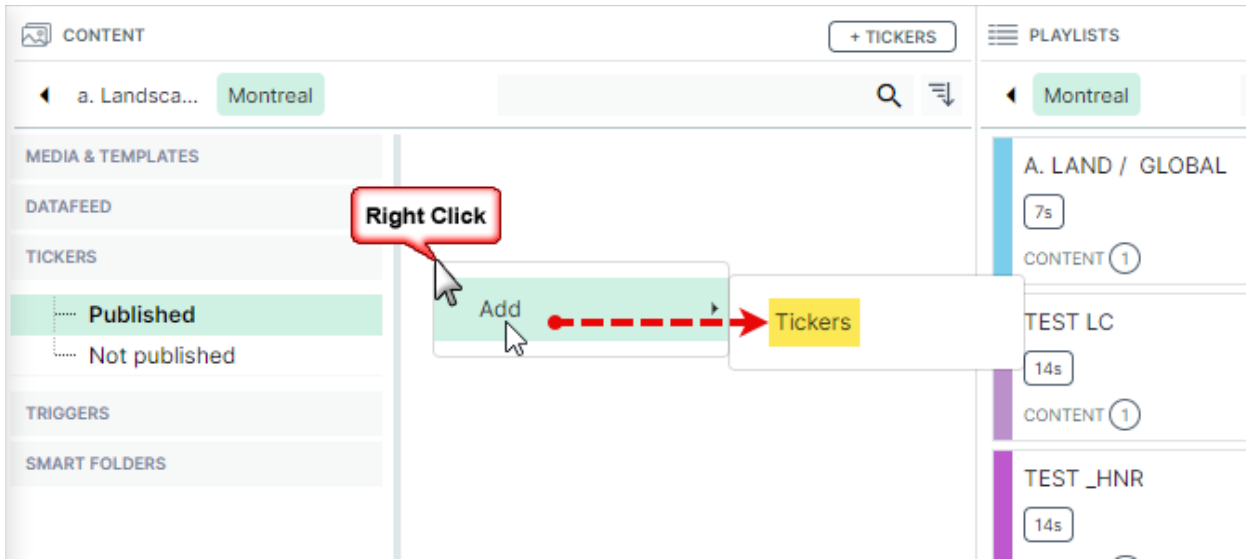 CONTENT
+ TICKERS
a. Landsca...
Montreal
MEDIA & TEMPLATES
DATAFEED
TICKERS
Published
Not published
TRIGGERS
SMART FOLDERS
Right Click
Add
Tickers
PLAYLISTS
Montreal
A. LAND / GLOBAL
7s
CONTENT 1
TEST LC
14s
CONTENT 1
TEST _HNR
14s